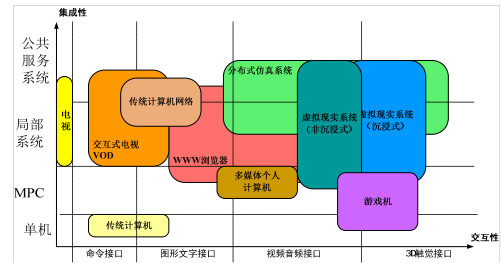 集成性
公共
服务
系统
局部
系统
MPC
单机
电视
交互式电视
VOD
传统计算机网络
分布式仿真系统
WWW浏览器
虚拟现实系统
（非沉浸式）
虚拟现实系统
（沉浸式）
多媒体个人
计算机
游戏机
传统计算机
交互性
命令接口
图形文字接口
视频音频接口
3D触觉接口